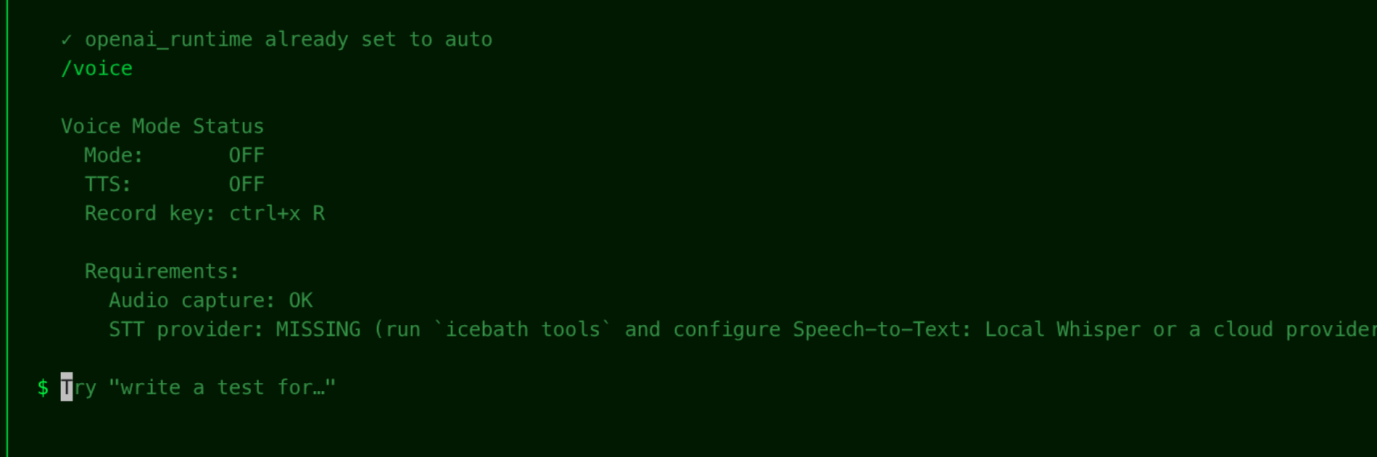 ✓ openai_runtime already set to auto
/voice
Voice Mode Status
Mode: OFF
TTS: OFF
Record key: ctrl+x R
Requirements:
Audio capture: OK
STT provider: MISSING (run `icebath tools` and configure Speech-to-Text: Local Whisper or a cloud provider
$ Try "write a test for…"